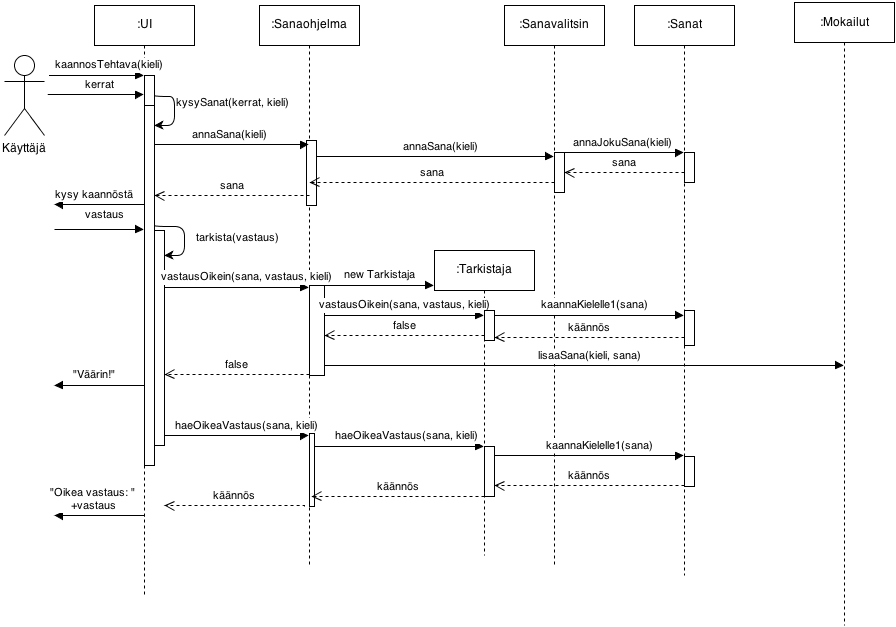 :UI
:Sanaohjelma
:Sanavalitsin
:Sanat
:Mokailut
kaannosTehtava(kieli)
kerrat
kysySanat(kerrat, kieli)
Käyttäjä
annaSana(kieli)
annaSana(kieli)
annaJokuSana(kieli)
sana
sana
sana
kysy kaannöstä
vastaus
tarkista(vastaus)
vastausOikein(sana, vastaus, kieli)
new Tarkistaja
:Tarkistaja
vastausOikein(sana, vastaus, kieli)
kaannaKielelle1(sana)
false
käännös
lisaaSana(kieli, sana)
false
"Väärin!"
haeOikeaVastaus(sana, kieli)
haeOikeaVastaus(sana, kieli)
kaannaKielelle1(sana)
käännös
käännös
käännös
"Oikea vastaus: "
+vastaus